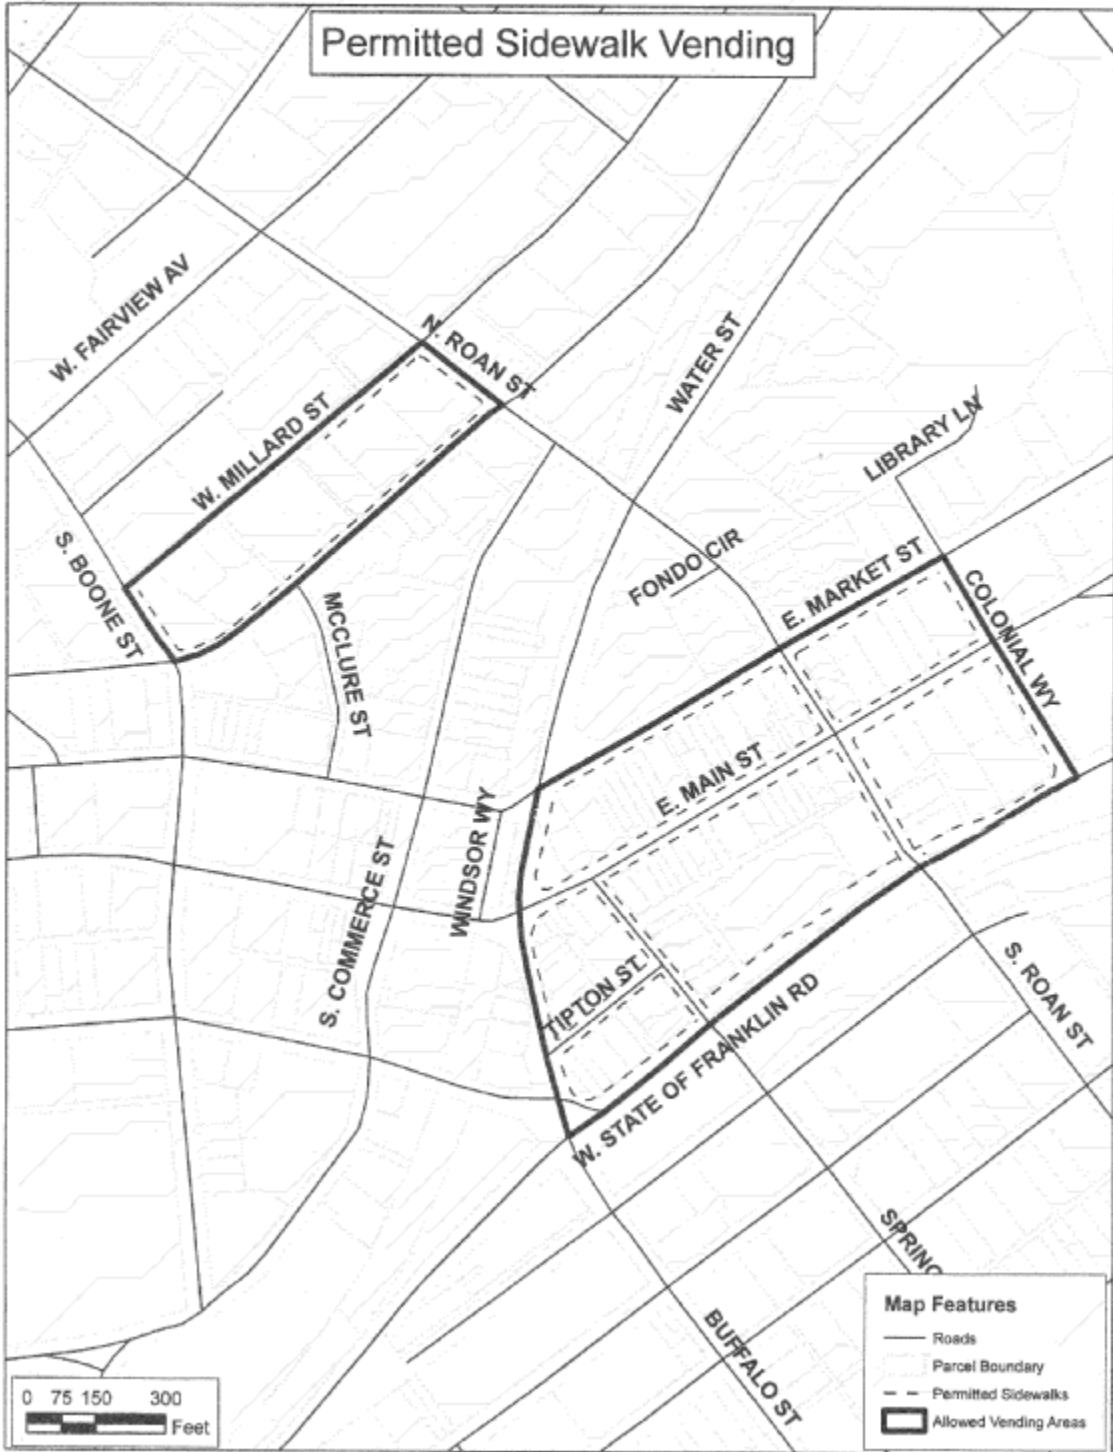 Permitted Sidewalk Vending
W. FAIRVIEW AV
N. ROAN ST
WATER ST
W. MILLARD ST
LIBRARY LN
S. BOONE ST
FONDO CIR
E. MARKET ST
COLONIAL WY
MCCLURE ST
E. MAIN ST
WINDSOR WY
S. COMMERCE ST
TIPTON ST.
S. ROAN ST
W. STATE OF FRANKLIN RD
SPRING
BUFFALO ST
Map Features
Roads
Parcel Boundary
Permitted Sidewalks
Allowed Vending Areas
0 75 150 300
Feet